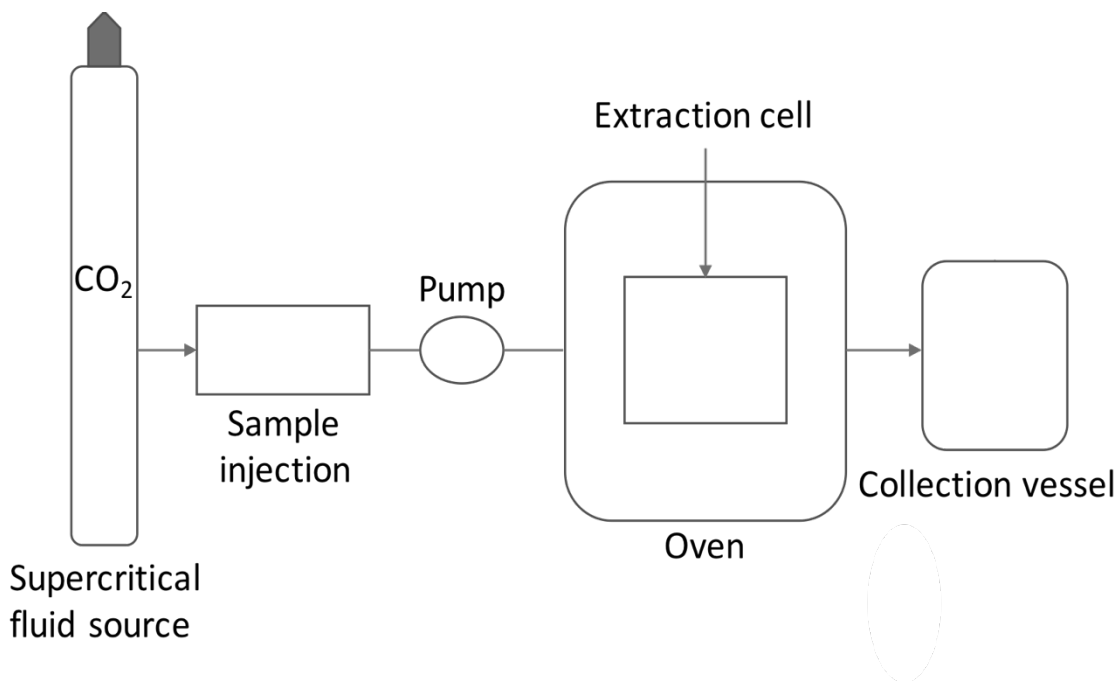 Extraction cell
CO₂
Pump
Sample
injection
Collection vessel
Oven
Supercritical
fluid source